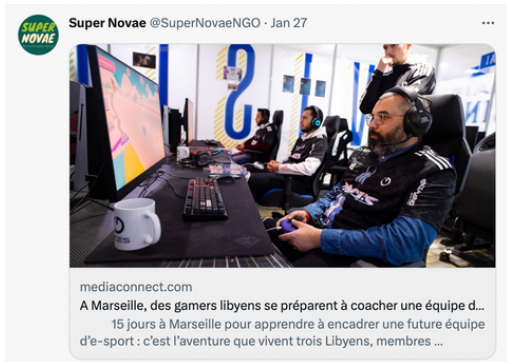 SUPER
NOVAE
Super Novae @SuperNovaeNGO · Jan 27
mediaconnect.com
A Marseille, des gamers libyens se préparent à coacher une équipe d...
15 jours à Marseille pour apprendre à encadrer une future équipe
d'e-sport : c'est l'aventure que vivent trois Libyens, membres ...